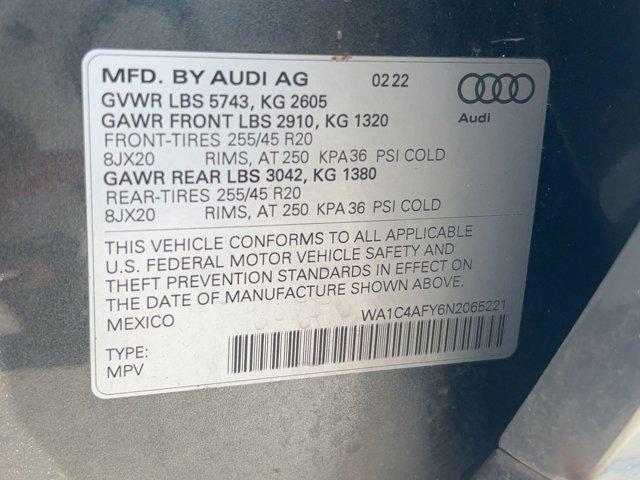 MFD. BY AUDI AG 02 22
GVWR LBS 5743, KG 2605
GAWR FRONT LBS 2910, KG 1320
FRONT-TIRES 255/45 R20
8JX20 RIMS, AT 250 KPA 36 PSI COLD
GAWR REAR LBS 3042, KG 1380
REAR-TIRES 255/45 R20
8JX20 RIMS, AT 250 KPA 36 PSI COLD
Audi
THIS VEHICLE CONFORMS TO ALL APPLICABLE
U.S. FEDERAL MOTOR VEHICLE SAFETY AND
THEFT PREVENTION STANDARDS IN EFFECT ON
THE DATE OF MANUFACTURE SHOWN ABOVE.
MEXICO WA1C4AFY6N2065221
TYPE:
MPV